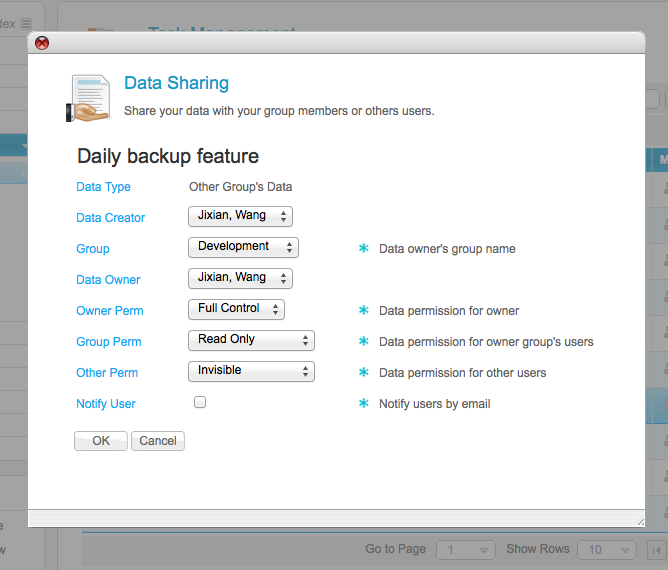 dex
Task Management
Data Sharing
Share your data with your group members or others users.
Daily backup feature
Data Type Other Group's Data
Data Creator Jixian, Wang
Group Development * Data owner's group name
Data Owner Jixian, Wang
Owner Perm Full Control * Data permission for owner
Group Perm Read Only * Data permission for owner group's users
Other Perm Invisible * Data permission for other users
Notify User * Notify users by email
OK Cancel
Go to Page 1 Show Rows 10